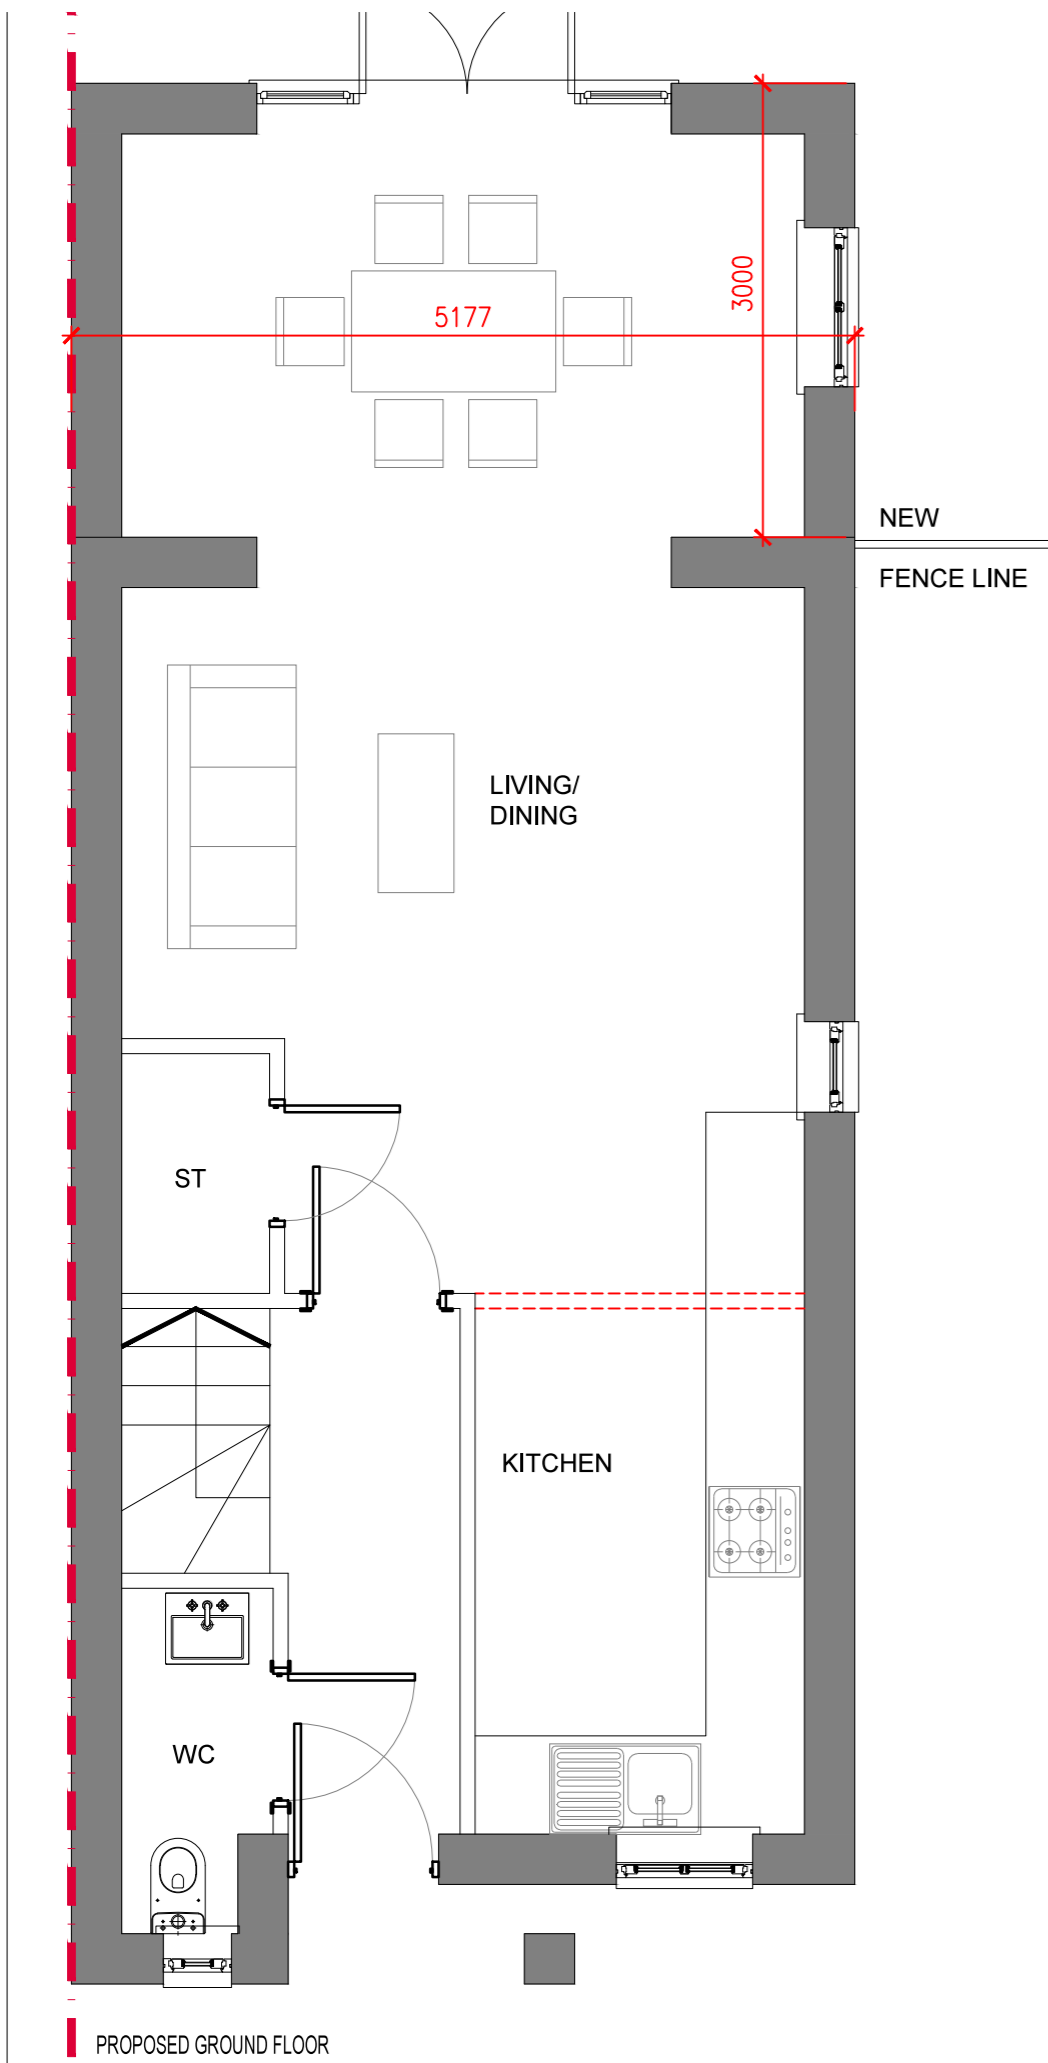 3000
5177
NEW
FENCE LINE
LIVING/
DINING
ST
KITCHEN
WC
PROPOSED GROUND FLOOR